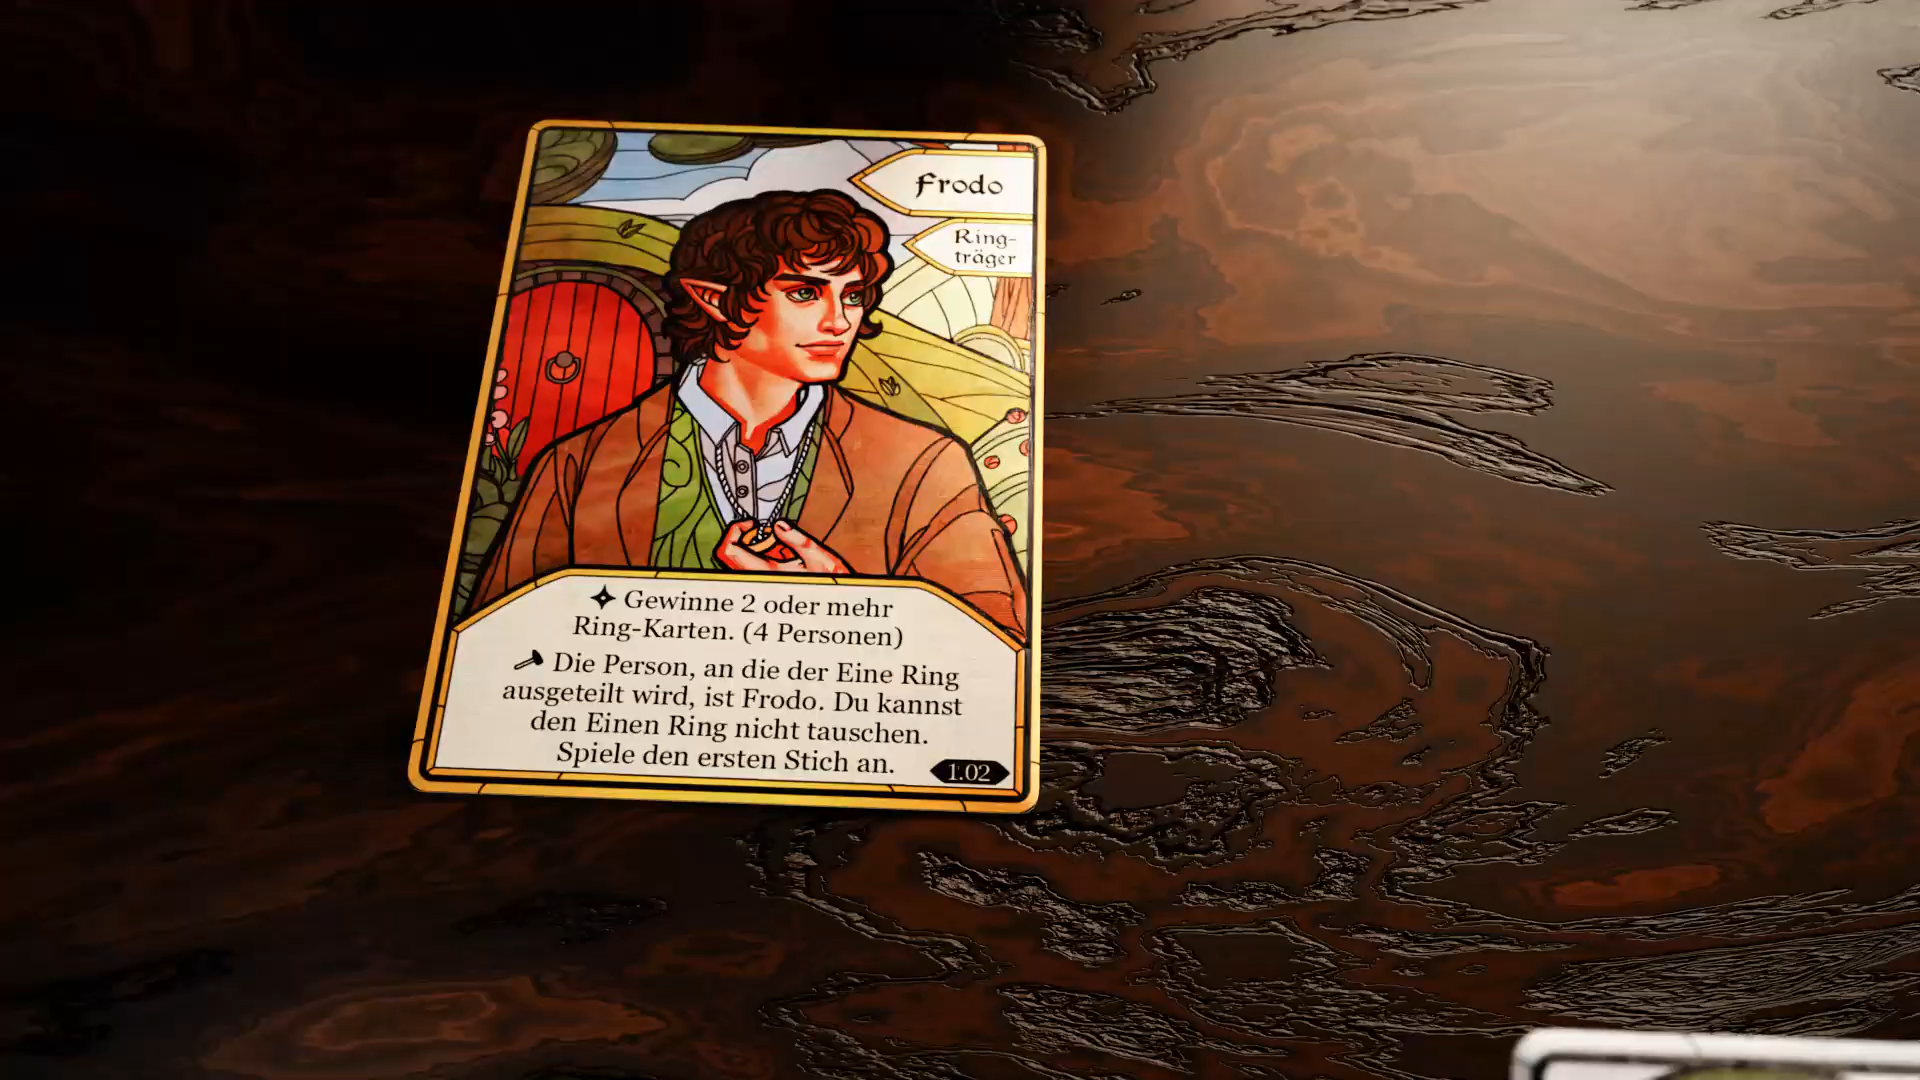 Frodo
Ring-
träger
Gewinne 2 oder mehr
Ring-Karten. (4 Personen)
Die Person, an die der Eine Ring
ausgeteilt wird, ist Frodo. Du kannst
den Einen Ring nicht tauschen.
Spiele den ersten Stich an.
1.02